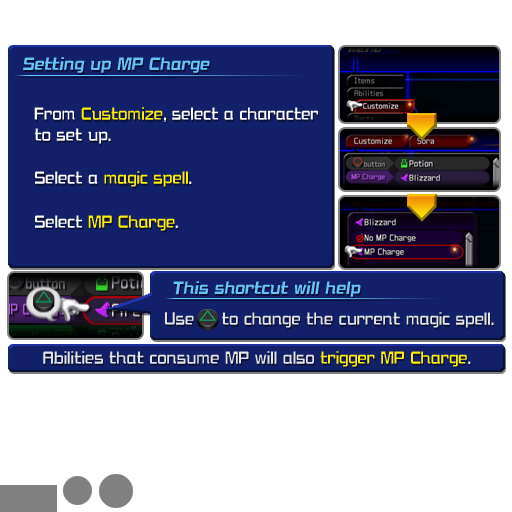 Setting up MP Charge
From Customize, select a character
to set up.
Select a magic spell.
Select MP Charge.
Items
Abilities
Customize
Customize Sora
button Potion
MP Charge Blizzard
Blizzard
No MP Charge
MP Charge
button Poti
This shortcut will help
Use to change the current magic spell.
Abilities that consume MP will also trigger MP Charge.